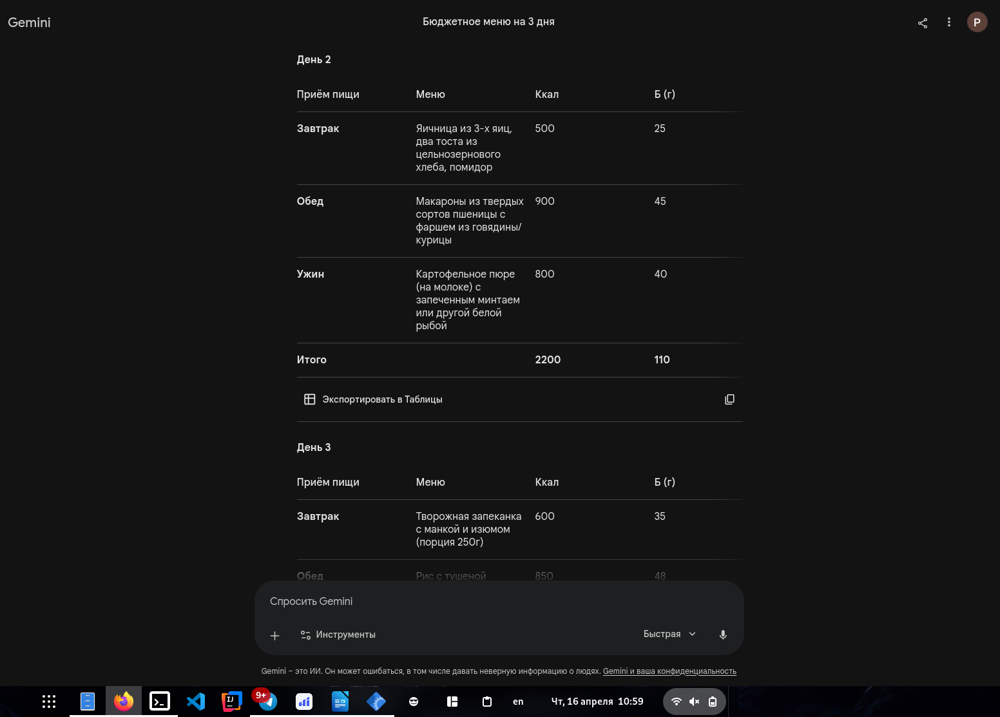 Gemini
Бюджетное меню на 3 дня
P
День 2
Приём пищи Меню Ккал Б (г)
Завтрак Яичница из 3-х яиц, 500 25
два тоста из
цельнозернового
хлеба, помидор
Обед Макароны из твердых 900 45
сортов пшеницы с
фаршем из говядины/
курицы
Ужин Картофельное пюре 800 40
(на молоке) с
запеченным минтаем
или другой белой
рыбой
Итого 2200 110
Экспортировать в Таблицы
День 3
Приём пищи Меню Ккал Б (г)
Завтрак Творожная запеканка 600 35
с манкой и изюмом
(порция 250г)
Обед Рис с тушеной 850 48
Спросить Gemini
Инструменты Быстрая
Gemini – это ИИ. Он может ошибаться, в том числе давать неверную информацию о людях. Gemini и ваша конфиденциальность
IJ 9+ en Чт, 16 апреля 10:59